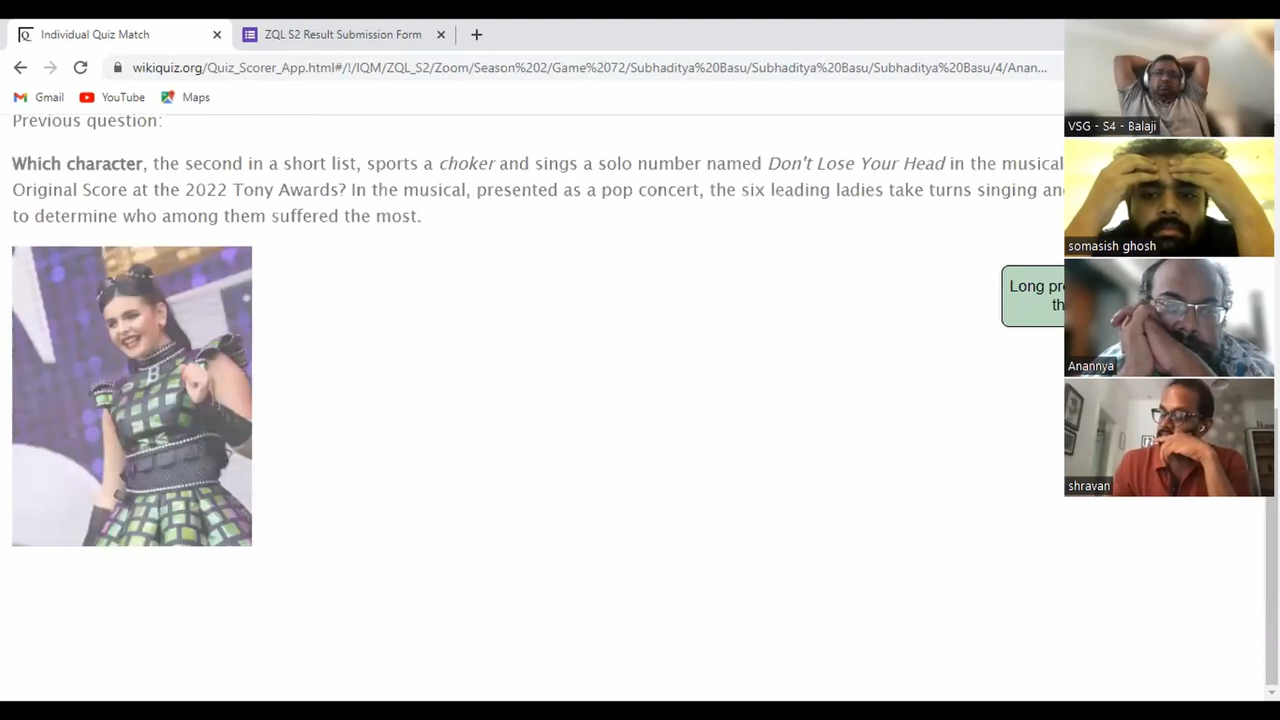 Individual Quiz Match
ZQL S2 Result Submission Form
wikiquiz.org/Quiz_Scorer_App.html#/I/IQM/ZQL_S2/Zoom/Season%202/Game%2072/Subhaditya%20Basu/Subhaditya%20Basu/Subhaditya%20Basu/4/Anan...
Gmail YouTube Maps
Previous question:
Which character, the second in a short list, sports a choker and sings a solo number named Don't Lose Your Head in the musical
Original Score at the 2022 Tony Awards? In the musical, presented as a pop concert, the six leading ladies take turns singing
to determine who among them suffered the most.
B
Long
VSG - S4 - Balaji
somasish ghosh
Anannya
shravan